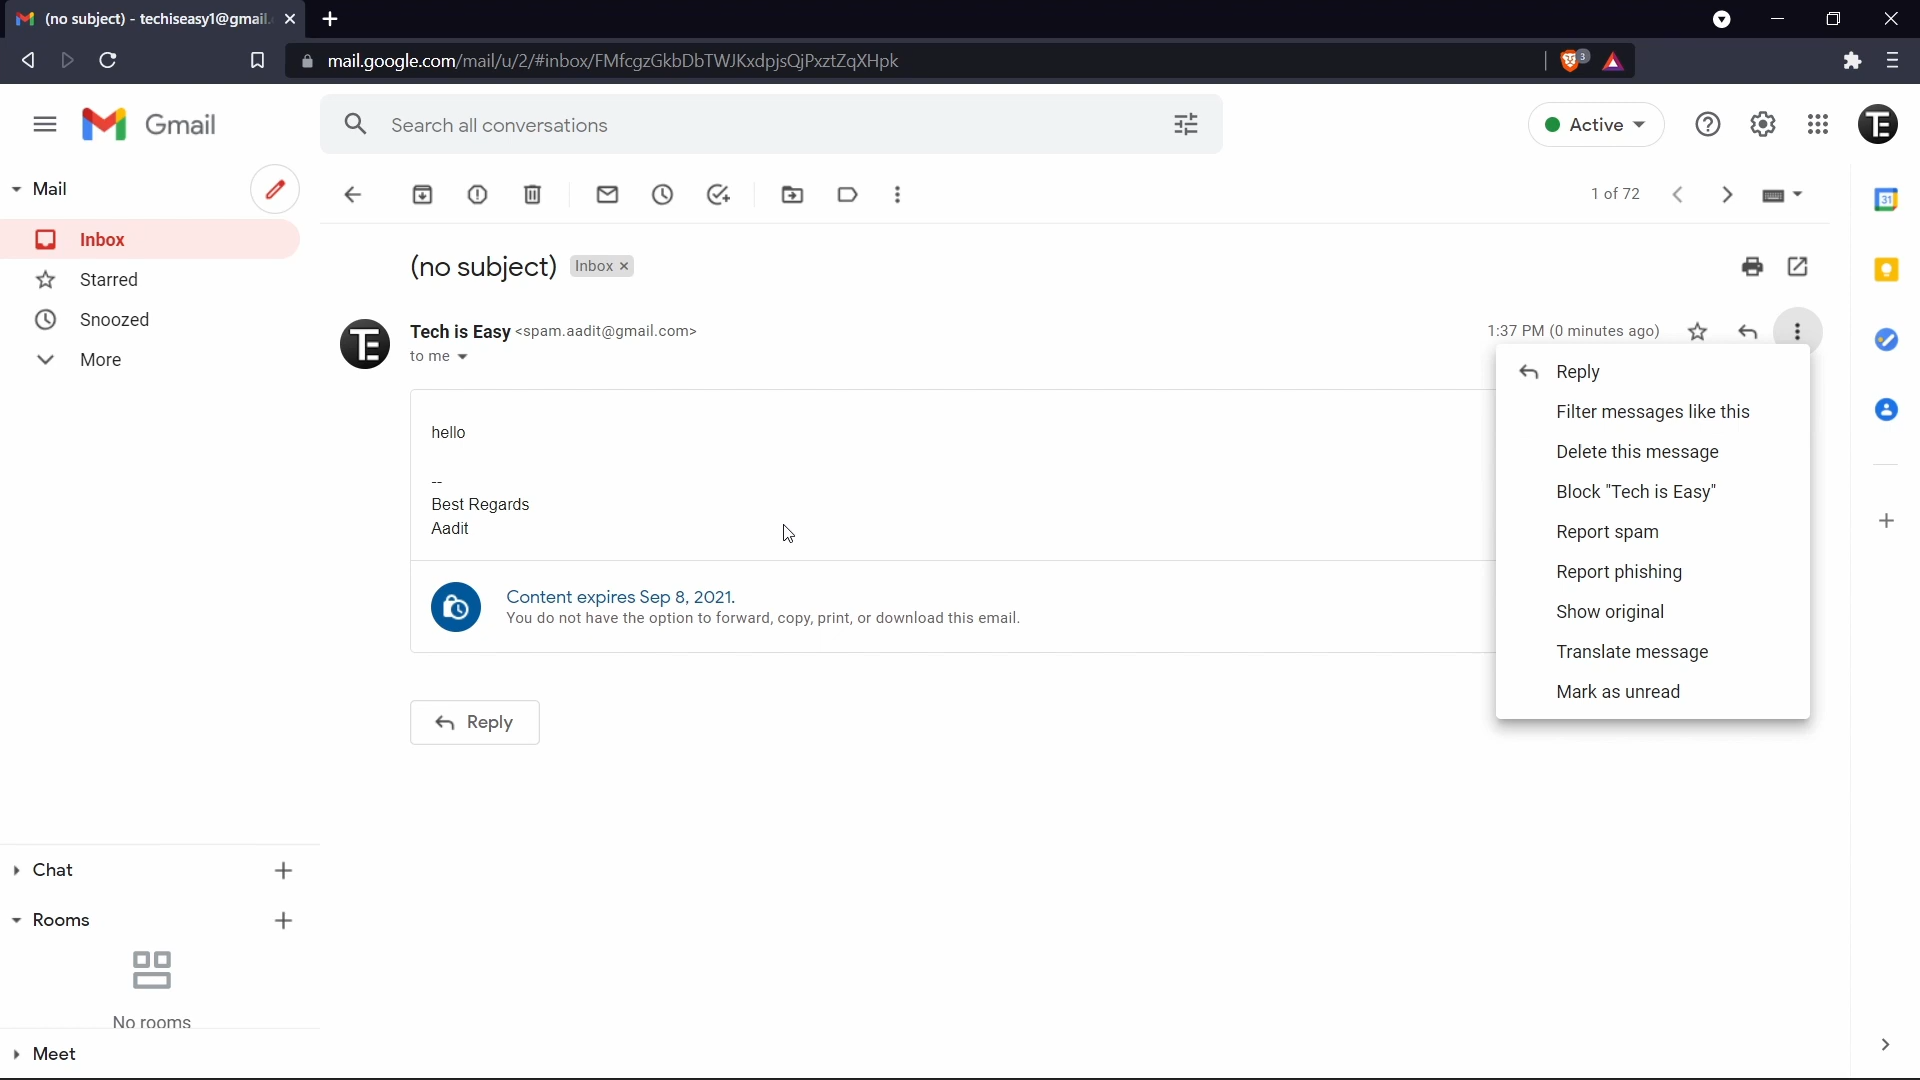 (no subject) - techiseasy1@gmail.
mail.google.com/mail/u/2/#inbox/FMfcgzGkbDbTWJKxdpjsQjPxztZqXHpk
3
Gmail
Search all conversations
Active
TE
Mail
1 of 72
31
Inbox
Starred
Snoozed
More
(no subject)
Inbox ×
TE
Tech is Easy <spam.aadit@gmail.com>
1:37 PM (0 minutes ago)
to me
hello
--
Best Regards
Aadit
Content expires Sep 8, 2021.
You do not have the option to forward, copy, print, or download this email.
Reply
Reply
Filter messages like this
Delete this message
Block "Tech is Easy"
Report spam
Report phishing
Show original
Translate message
Mark as unread
Chat
Rooms
No rooms
Meet